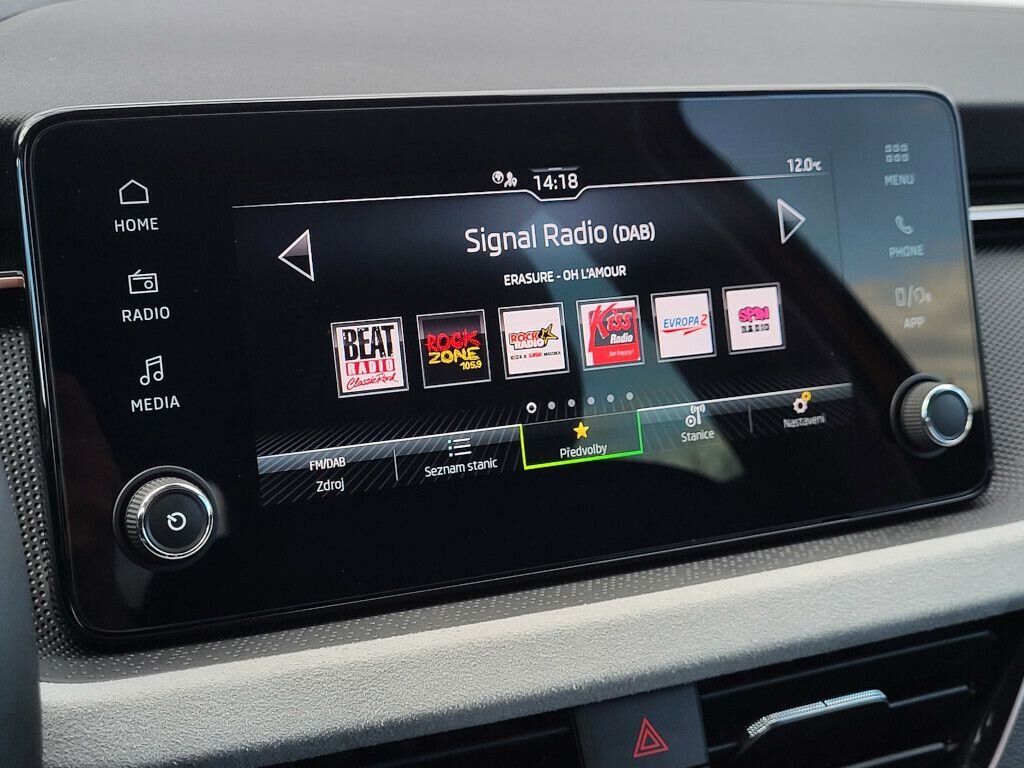 14:18
12.0°C
HOME
RADIO
MEDIA
MENU
PHONE
APP
Signal Radio (DAB)
ERASURE - OH L'AMOUR
BEAT
RADIO
Classic Rock
ROCK
ZONE
105,9
ROCK
RADIO
Kiss
Radio
EVROPA 2
SPIN
RADIO
FM/DAB
Zdroj
Seznam stanic
Předvolby
Stanice
Nastavení